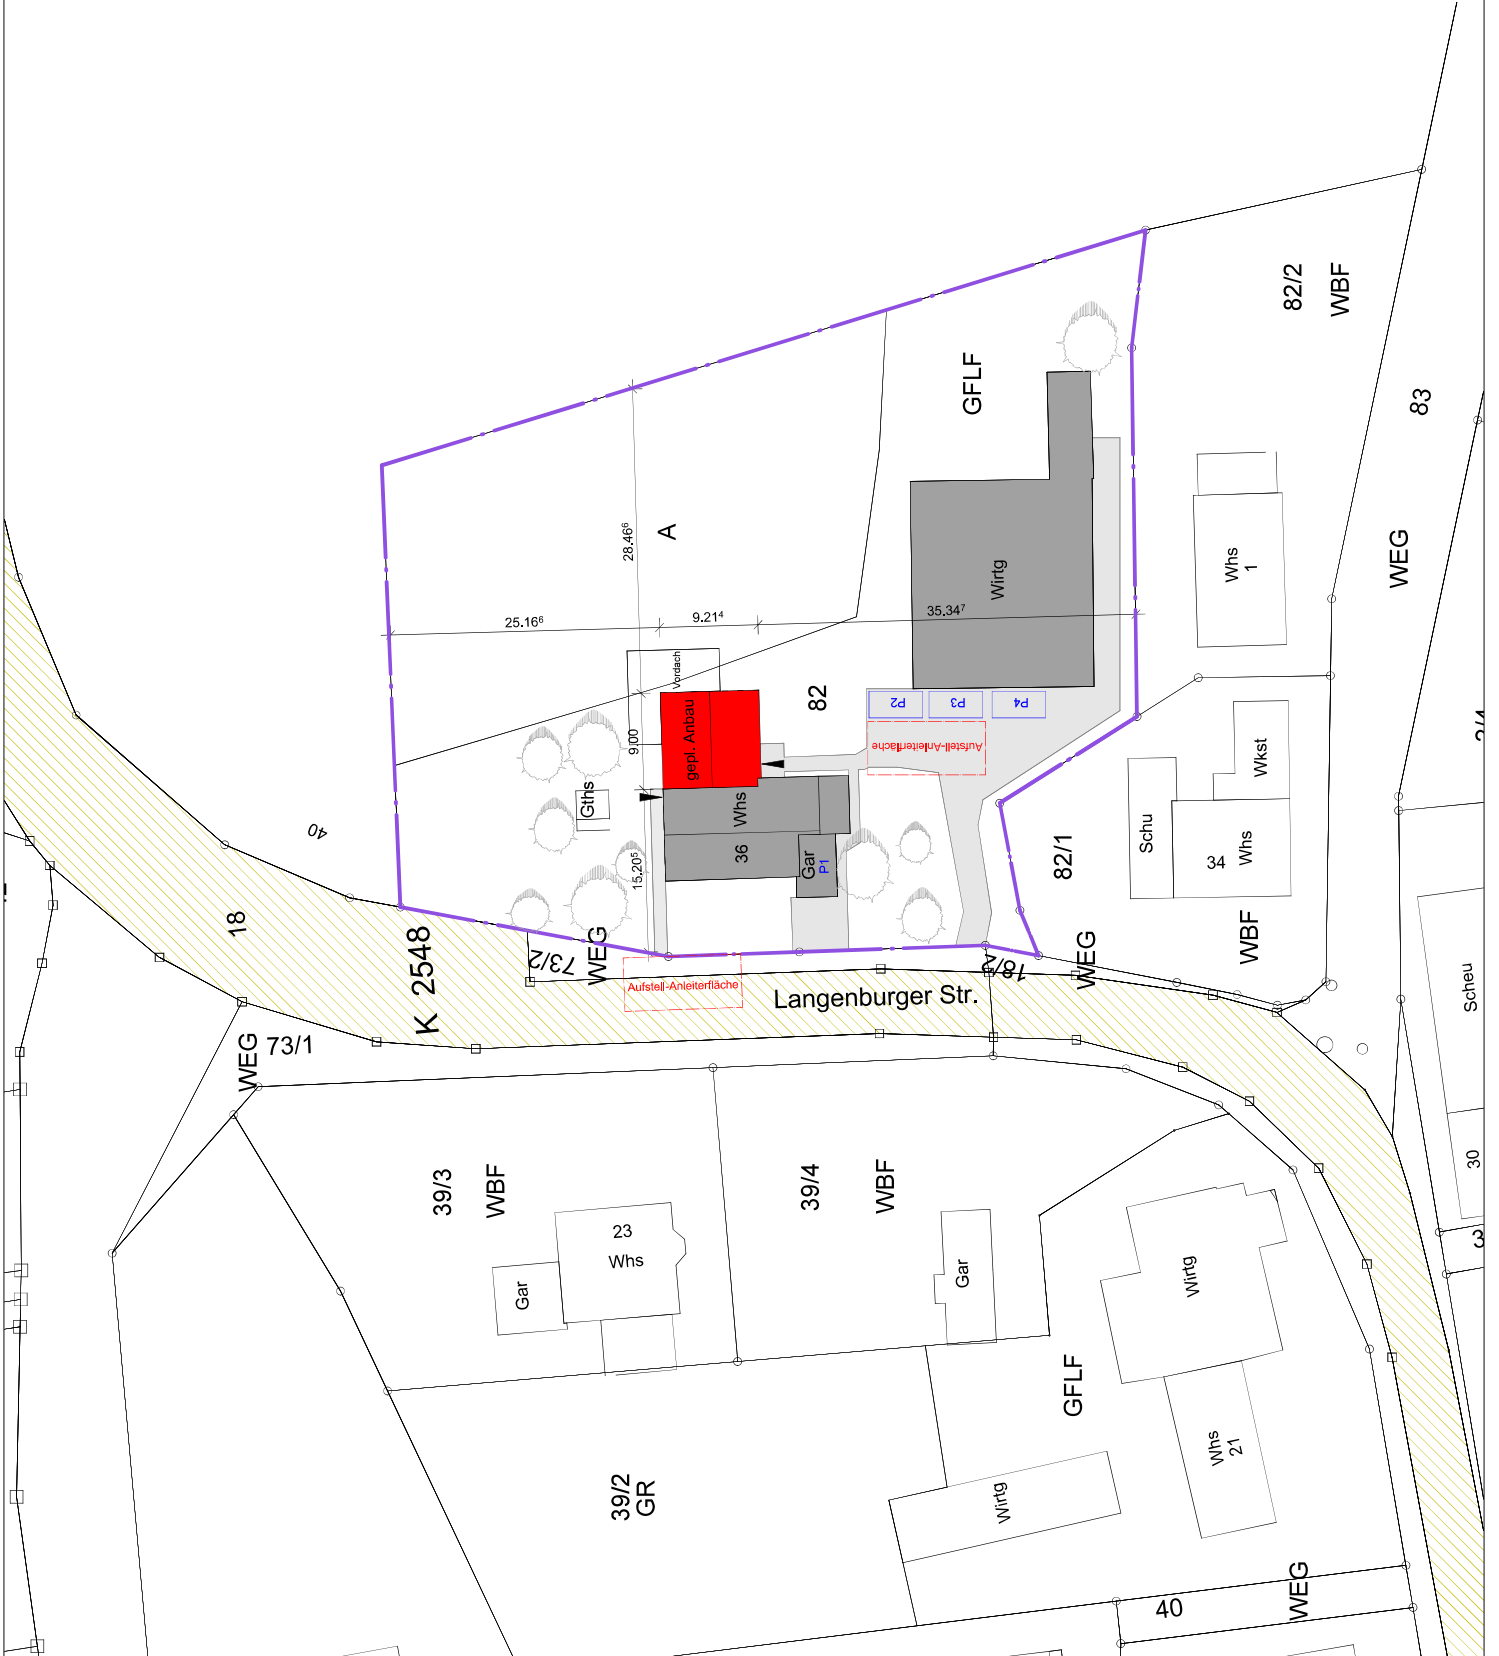 82/2
WBF
GFLF
83
28.46⁶
A
WEG
Whs
1
Wirtg
25.16⁶
9.21⁴
35.34⁷
Vordach
82
gepl. Anbau
P2
P3
P4
Aufstell-Anleiterfläche
9.00
Gths
Whs
36
Gar
P1
15.20⁵
40
18
K 2548
73/2
WEG
82/1
Schu
34
Whs
Wkst
WBF
18/2
WEG
Aufstell-Anleiterfläche
Langenburger Str.
Scheu
30
WEG
73/1
39/3
WBF
23
Whs
Gar
39/4
WBF
Gar
Wirtg
GFLF
Whs
21
39/2
GR
Wirtg
40
WEG